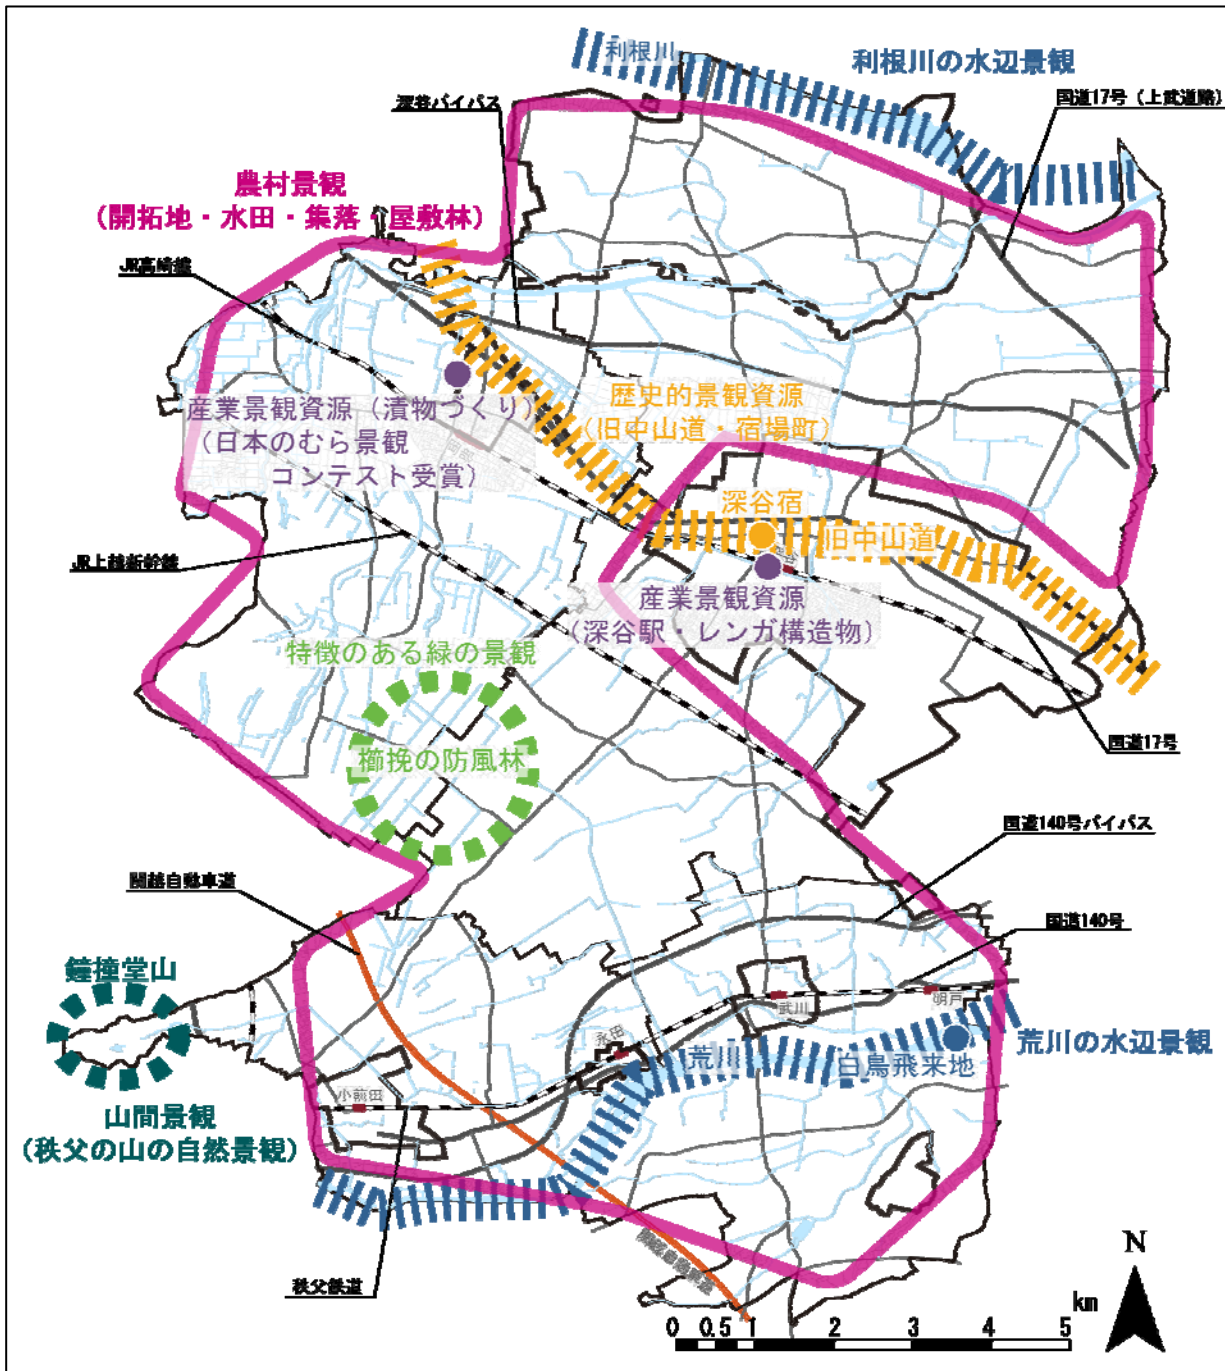 利根川
利根川の水辺景観
深谷バイパス
国道17号(上武道路)
農村景観
(開拓地・水田・集落・屋敷林)
JR高崎線
産業景観資源(漬物づくり)
(日本のむら景観
コンテスト受賞)
歴史的景観資源
(旧中山道・宿場町)
深谷宿
旧中山道
JR上越新幹線
産業景観資源
(深谷駅・レンガ構造物)
特徴のある緑の景観
櫛挽の防風林
国道17号
国道140号バイパス
関越自動車道
国道140号
鐘撞堂山
武川
明戸
永田
荒川
白鳥飛来地
荒川の水辺景観
小前田
山間景観
(秩父の山の自然景観)
関越自動車道
秩父鉄道
N
km
0 0.5 1 2 3 4 5